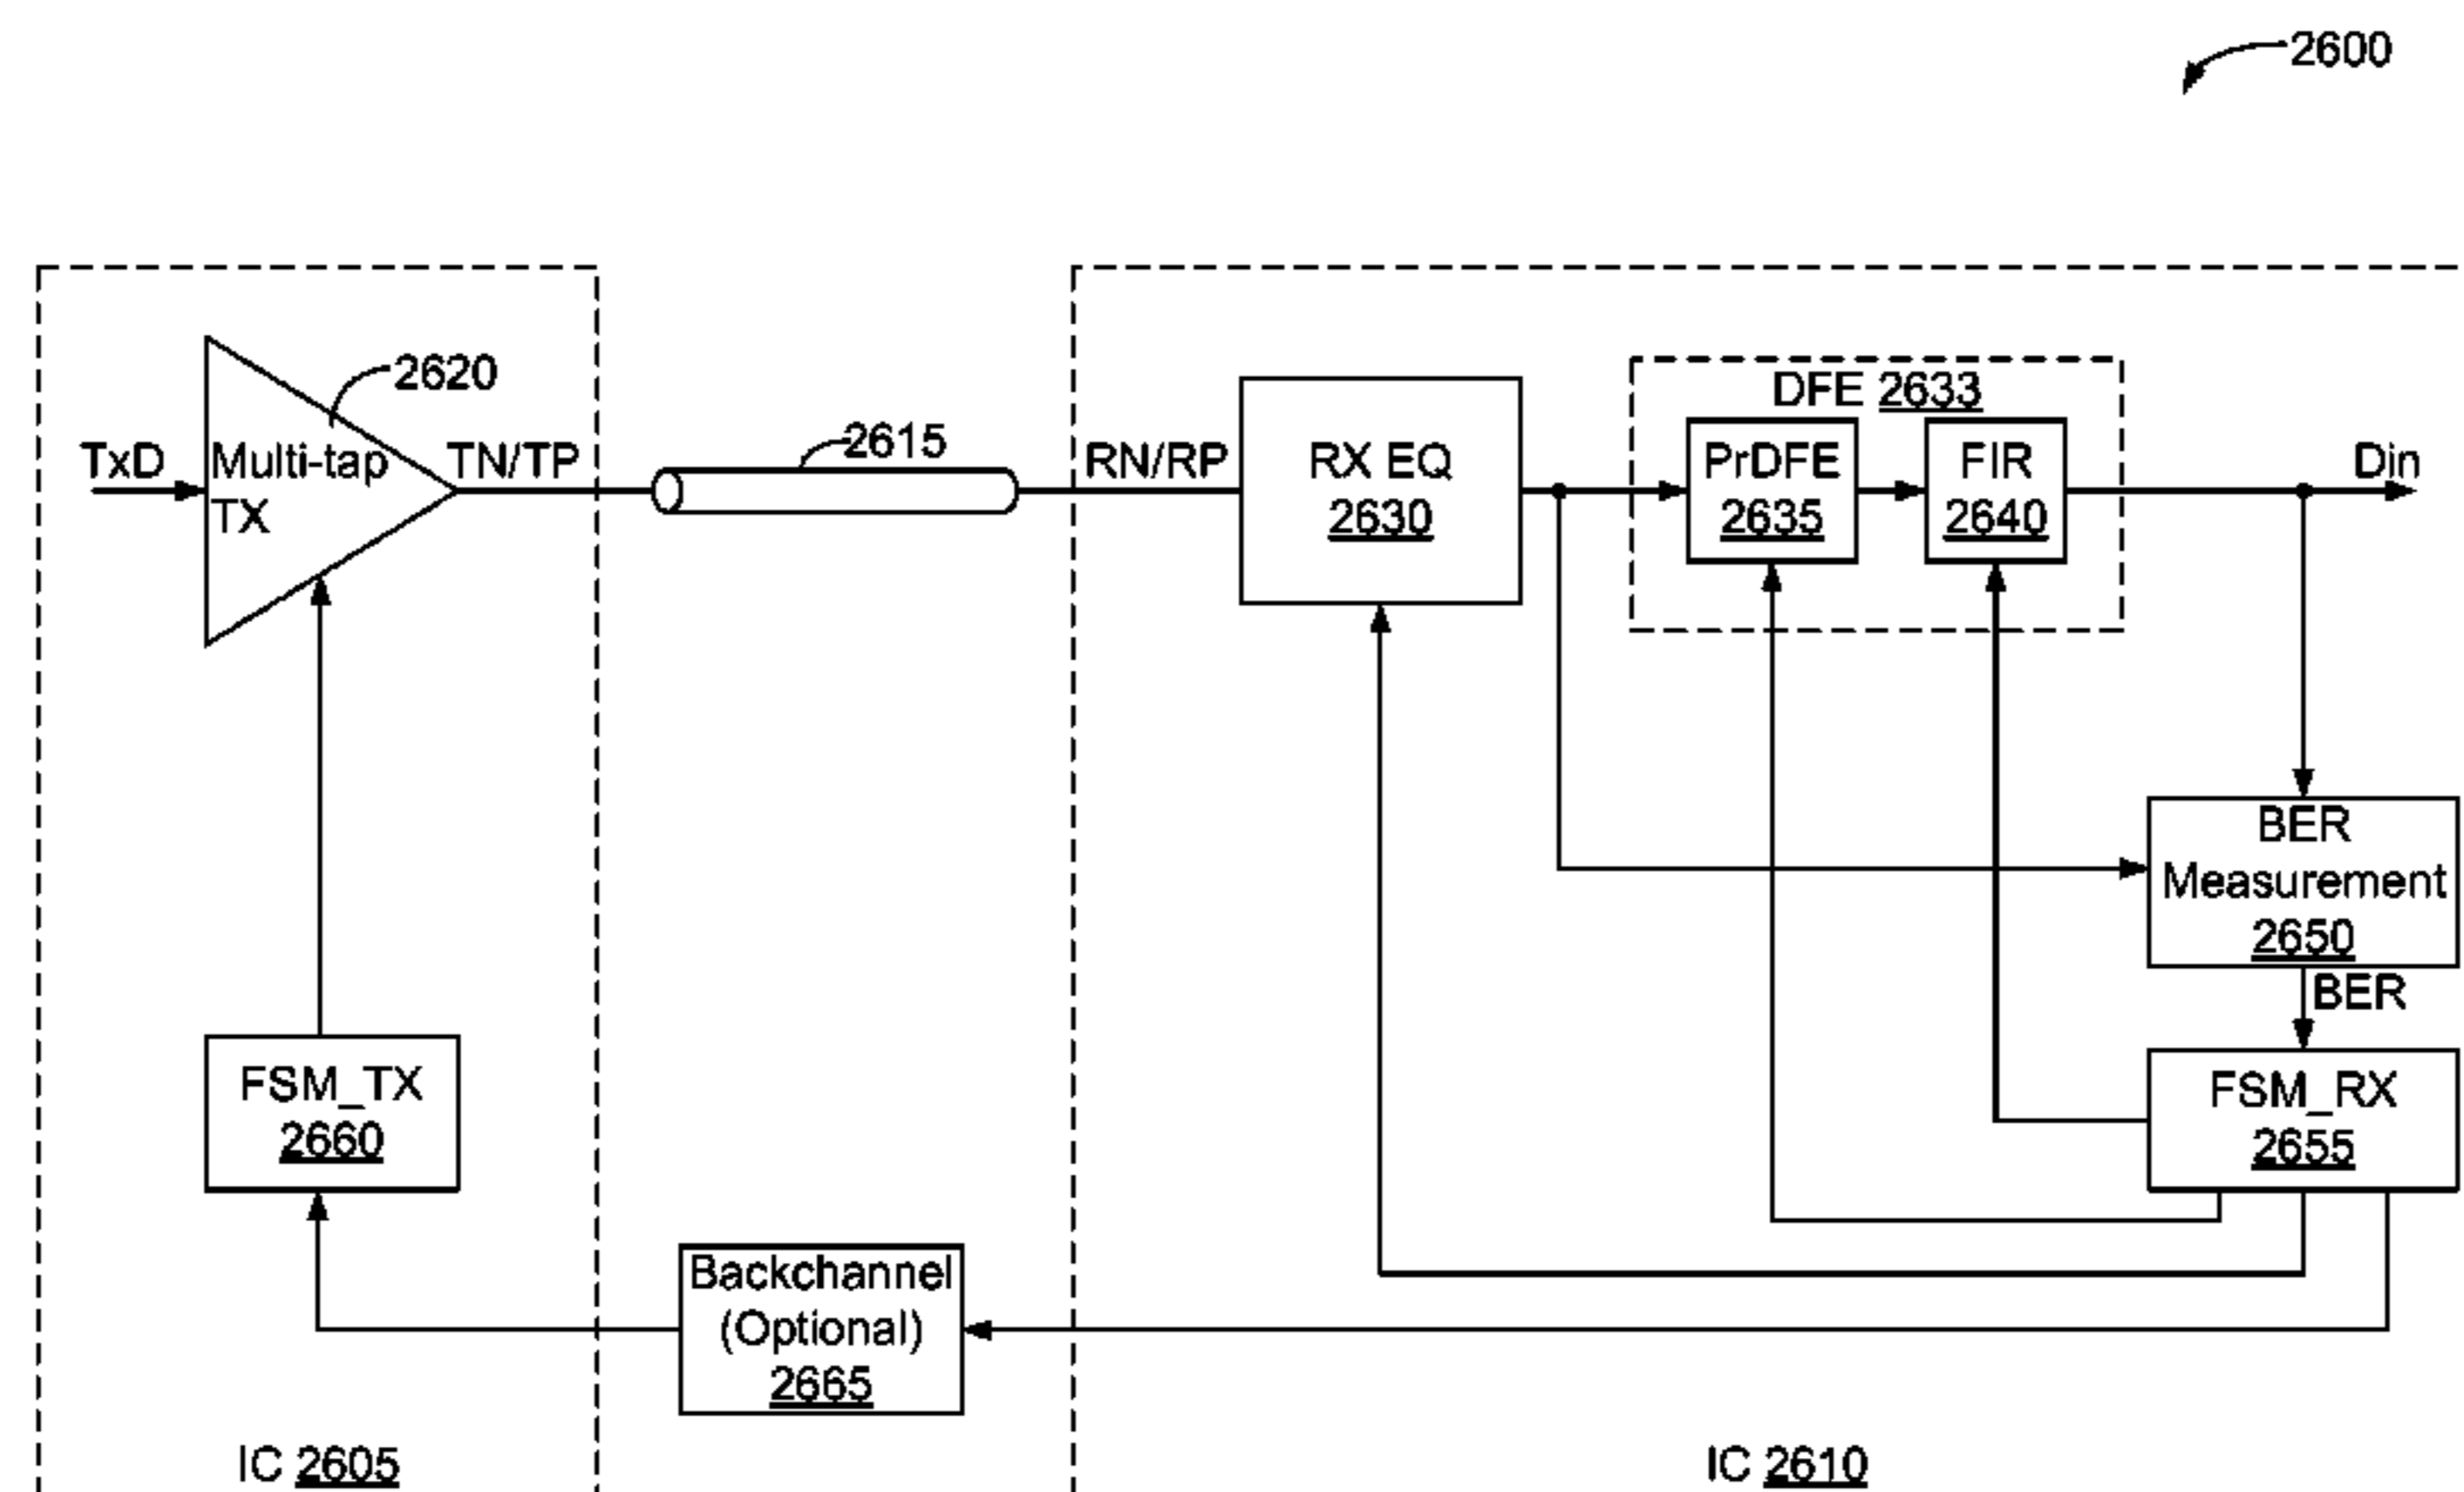 2600
2620
TxD
Multi-tap
TX
TN/TP
2615
RN/RP
RX EQ
2630
DFE 2633
PrDFE
2635
FIR
2640
Din
BER
Measurement
2650
BER
FSM_TX
2660
FSM_RX
2655
Backchannel
(Optional)
2665
IC 2605
IC 2610